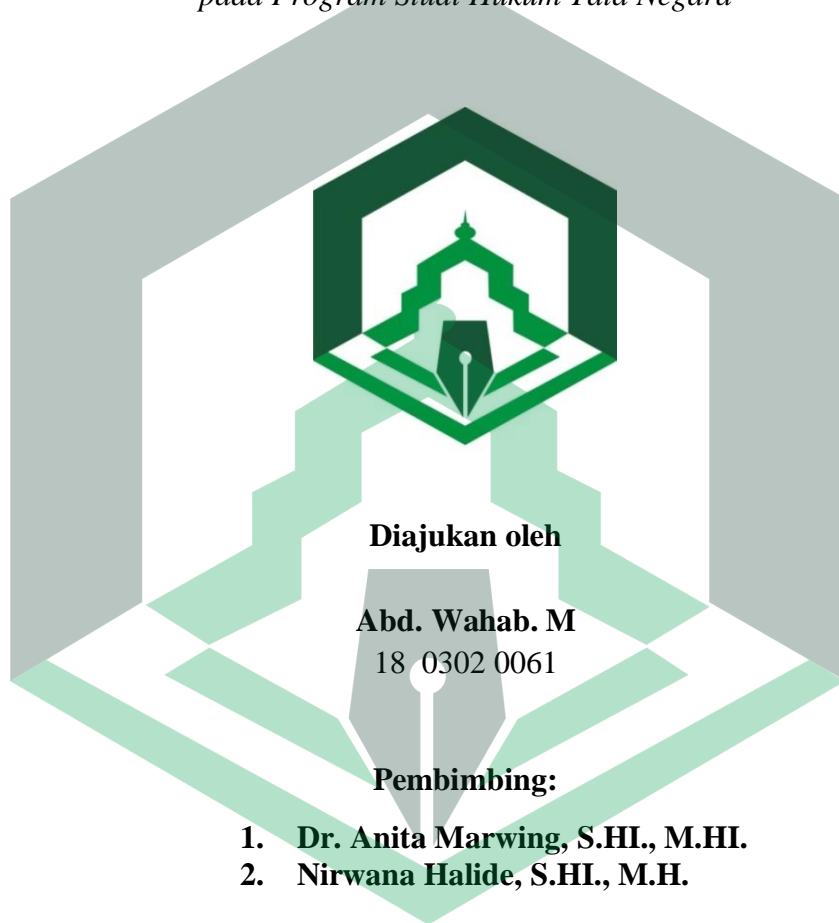 pada Program Studi Hukum Tata Negara
Diajukan oleh
Abd. Wahab. M
18 0302 0061
Pembimbing:
1. Dr. Anita Marwing, S.HI., M.HI.
2. Nirwana Halide, S.HI., M.H.